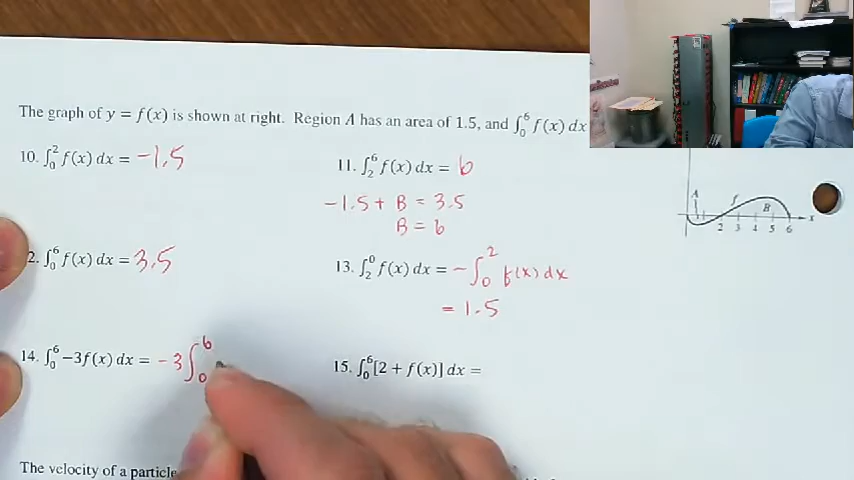 The graph of y = f(x) is shown at right. Region A has an area of 1.5, and ∫₀⁶ f(x) dx
10. ∫₀² f(x) dx = -1.5
11. ∫₂⁶ f(x) dx = 6
-1.5 + B = 3.5
B = 6
2. ∫₀⁶ f(x) dx = 3.5
13. ∫₂⁰ f(x) dx = -∫₀² f(x) dx
= 1.5
14. ∫₀⁶ -3f(x) dx = -3 ∫₀⁶
15. ∫₀⁶ [2 + f(x)] dx =
The velocity of a particle
A f B
2 3 4 5 6 x